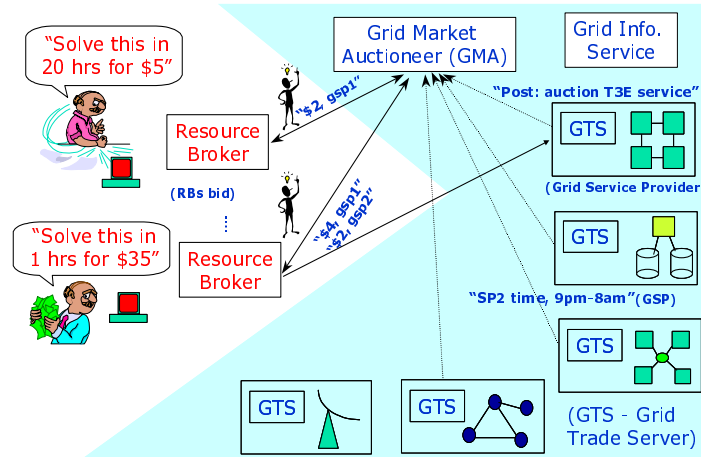 “Solve this in
20 hrs for $5”
Grid Market
Auctioneer (GMA)
Grid Info.
Service
“Post: auction T3E service”
“$2, gsp1”
Resource
Broker
GTS
(RBs bid)
(Grid Service Provider
“$4, gsp1”
“$2, gsp2”
GTS
“Solve this in
1 hrs for $35”
Resource
Broker
“SP2 time, 9pm-8am” (GSP)
GTS
GTS
GTS
(GTS - Grid
Trade Server)